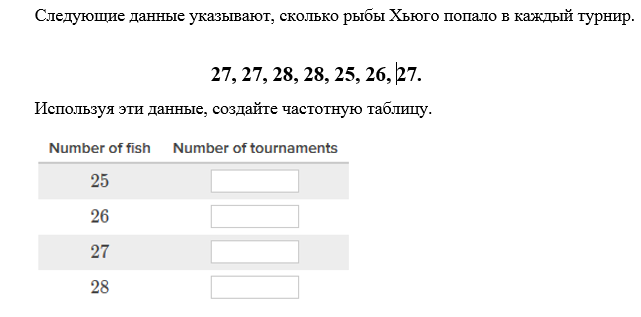 Следующие данные указывают, сколько рыбы Хьюго попало в каждый турнир.
27, 27, 28, 28, 25, 26, 27.
Используя эти данные, создайте частотную таблицу.
Number of fish Number of tournaments
25
26
27
28